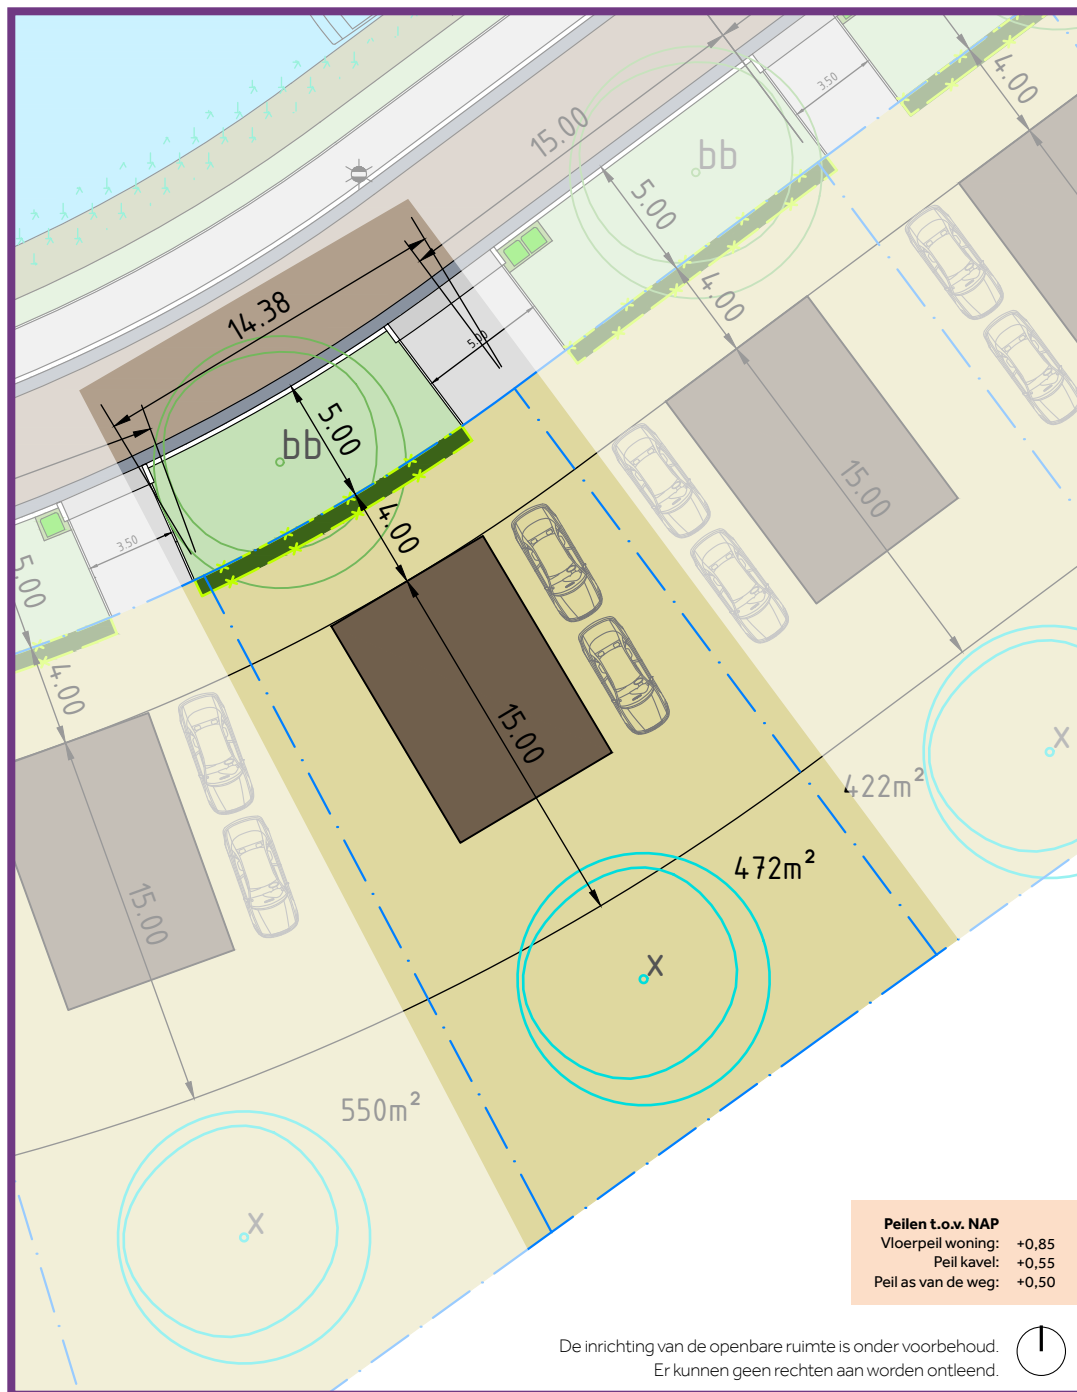 4.00
3.50
15.00
bb
5.00
4.00
14.38
5.00
5.00
bb
4.00
3.50
5.00
4.00
15.00
15.00
422m²
x
472m²
15.00
x
550m²
x
Peilen t.o.v. NAP
Vloerpeil woning: +0,85
Peil kavel: +0,55
Peil as van de weg: +0,50
De inrichting van de openbare ruimte is onder voorbehoud.
Er kunnen geen rechten aan worden ontleend.